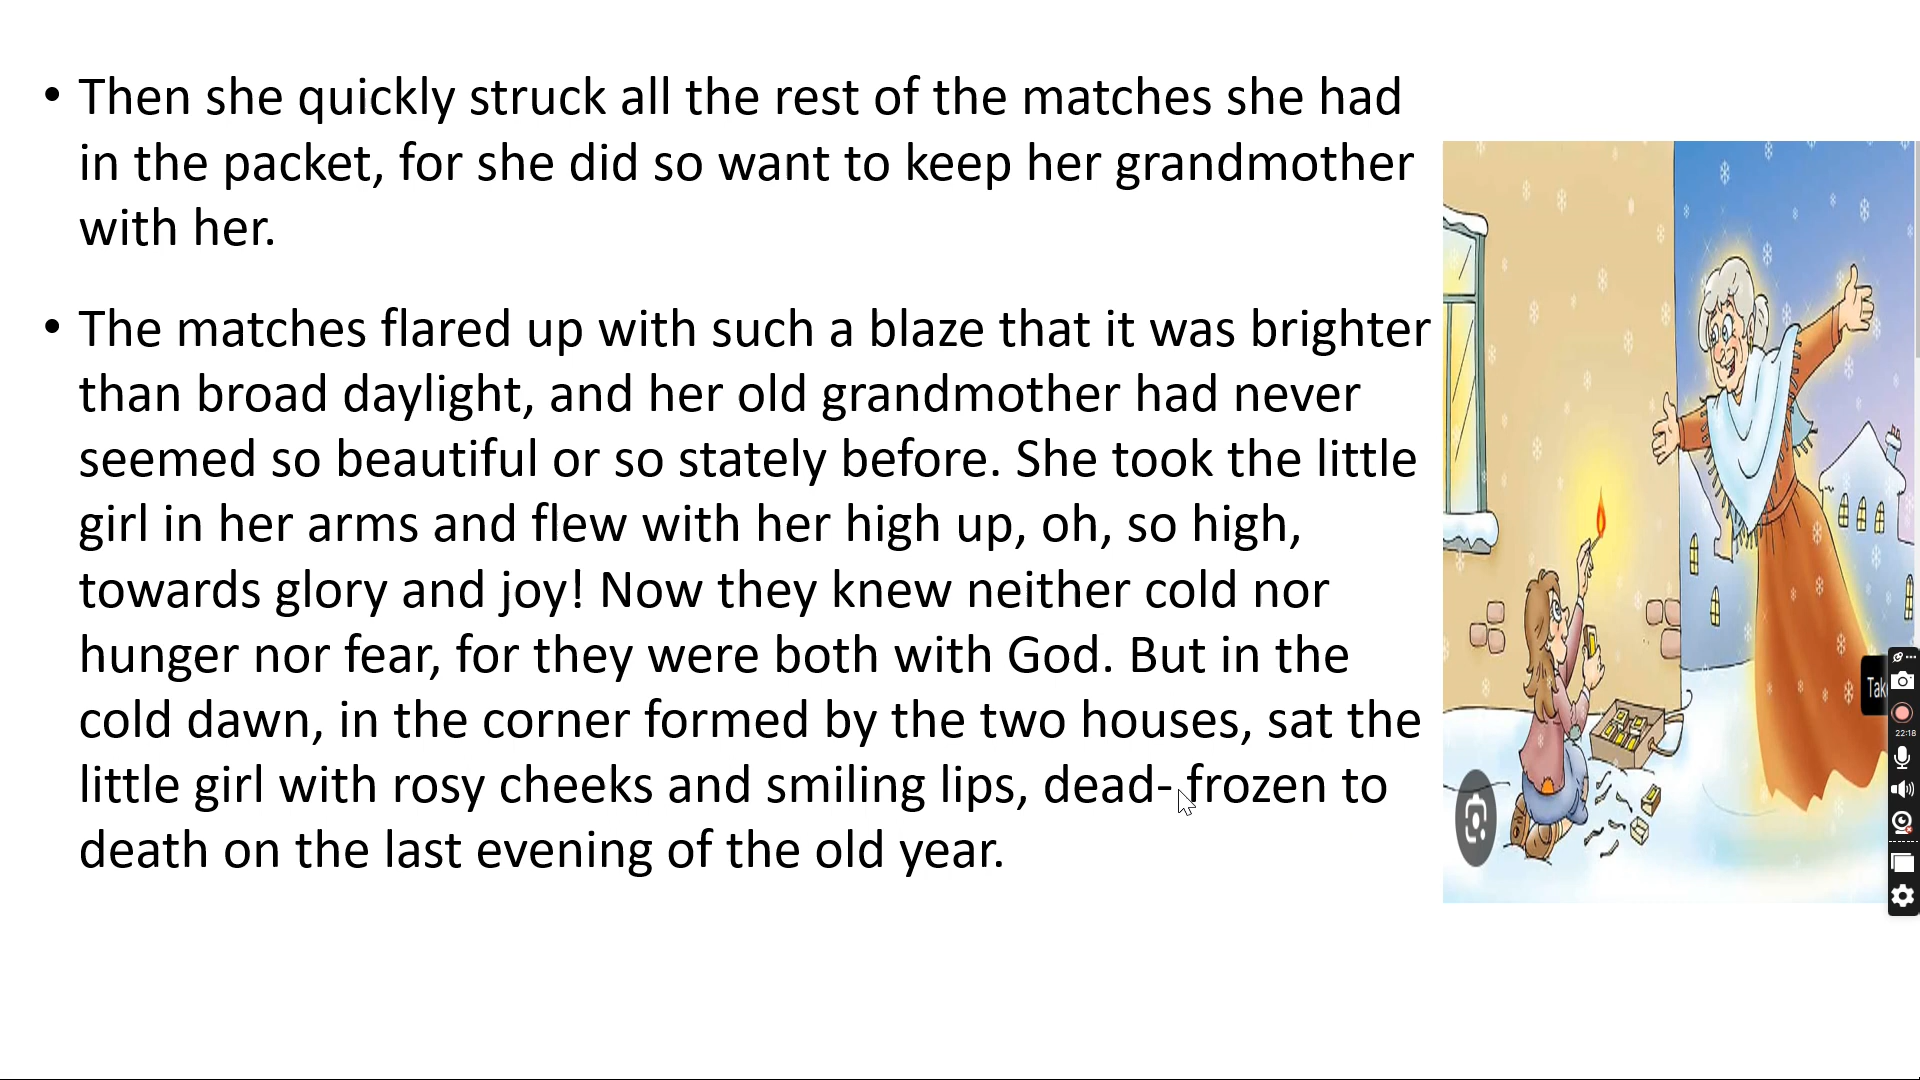 • Then she quickly struck all the rest of the matches she had
in the packet, for she did so want to keep her grandmother
with her.
• The matches flared up with such a blaze that it was brighter
than broad daylight, and her old grandmother had never
seemed so beautiful or so stately before. She took the little
girl in her arms and flew with her high up, oh, so high,
towards glory and joy! Now they knew neither cold nor
hunger nor fear, for they were both with God. But in the
cold dawn, in the corner formed by the two houses, sat the
little girl with rosy cheeks and smiling lips, dead- frozen to
death on the last evening of the old year.
Tak
22:18